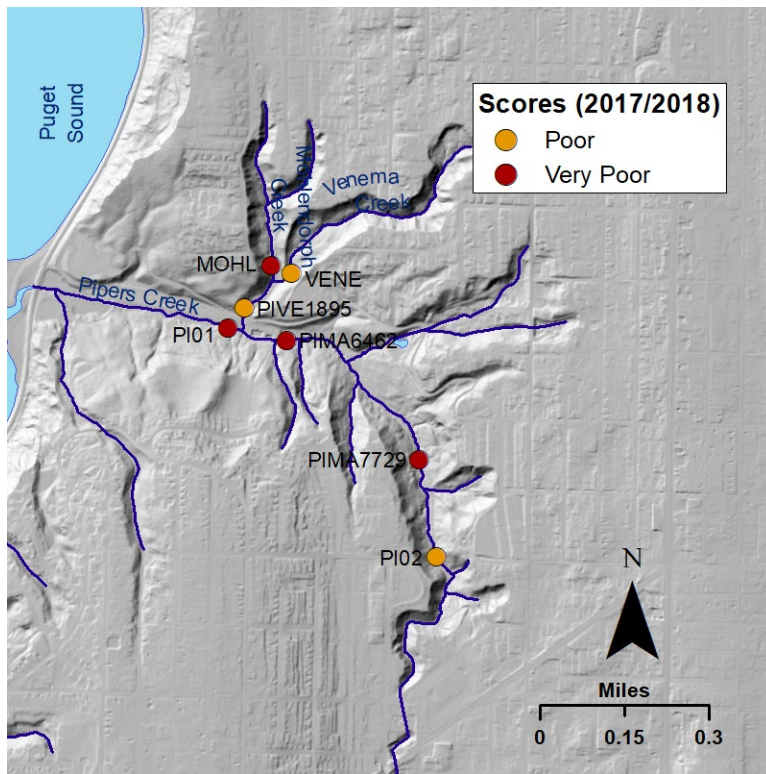 Puget
Sound
Scores (2017/2018)
Poor
Very Poor
Mohlendorph
Creek
Venema
Creek
MOHL
VENE
Pipers Creek
PIVE1895
PI01
PIMA6462
PIMA7729
PI02
N
Miles
0 0.15 0.3